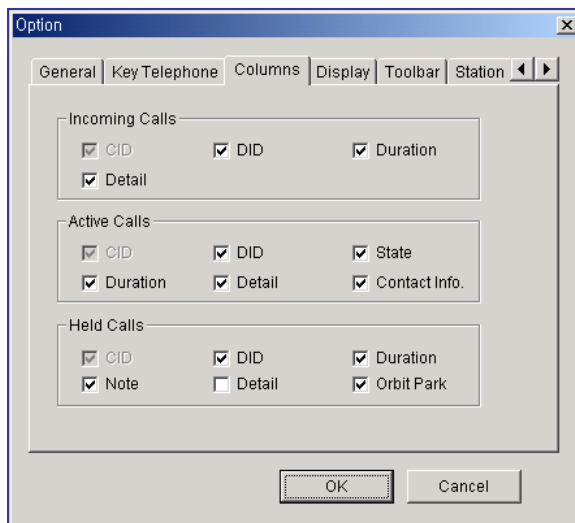 Option
General Key Telephone Columns Display Toolbar Station
Incoming Calls
CID DID Duration
Detail
Active Calls
CID DID State
Duration Detail Contact Info.
Held Calls
CID DID Duration
Note Detail Orbit Park
OK Cancel